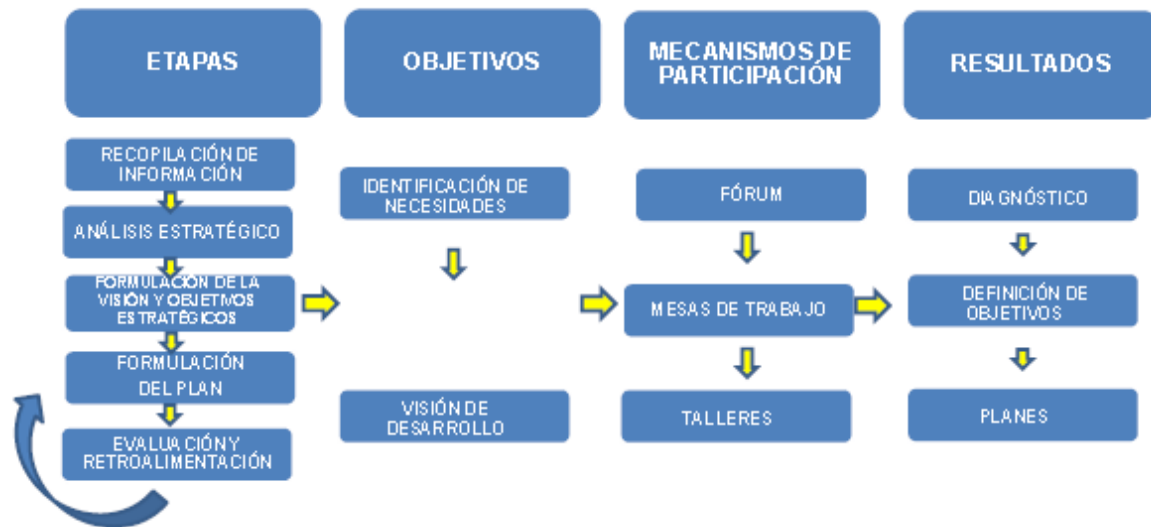 ETAPAS
OBJETIVOS
MECANISMOS DE
PARTICIPACIÓN
RESULTADOS
RECOPILACIÓN DE
INFORMACIÓN
ANÁLISIS ESTRATÉGICO
FORMULACIÓN DE LA
VISIÓN Y OBJETIVOS
ESTRATÉGICOS
FORMULACIÓN
DEL PLAN
EVALUACIÓN Y
RETROALIMENTACIÓN
IDENTIFICACIÓN DE
NECESIDADES
VISIÓN DE
DESARROLLO
FÓRUM
MESAS DE TRABAJO
TALLERES
DIAGNÓSTICO
DEFINICIÓN DE
OBJETIVOS
PLANES